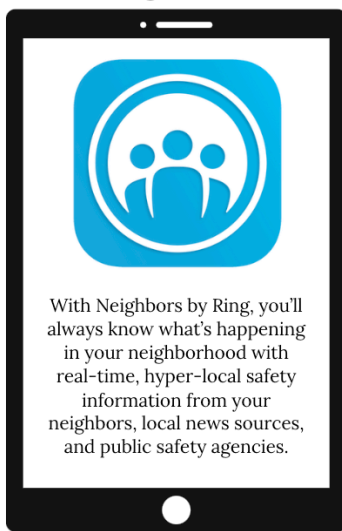 With Neighbors by Ring, you'll
always know what's happening
in your neighborhood with
real-time, hyper-local safety
information from your
neighbors, local news sources,
and public safety agencies.